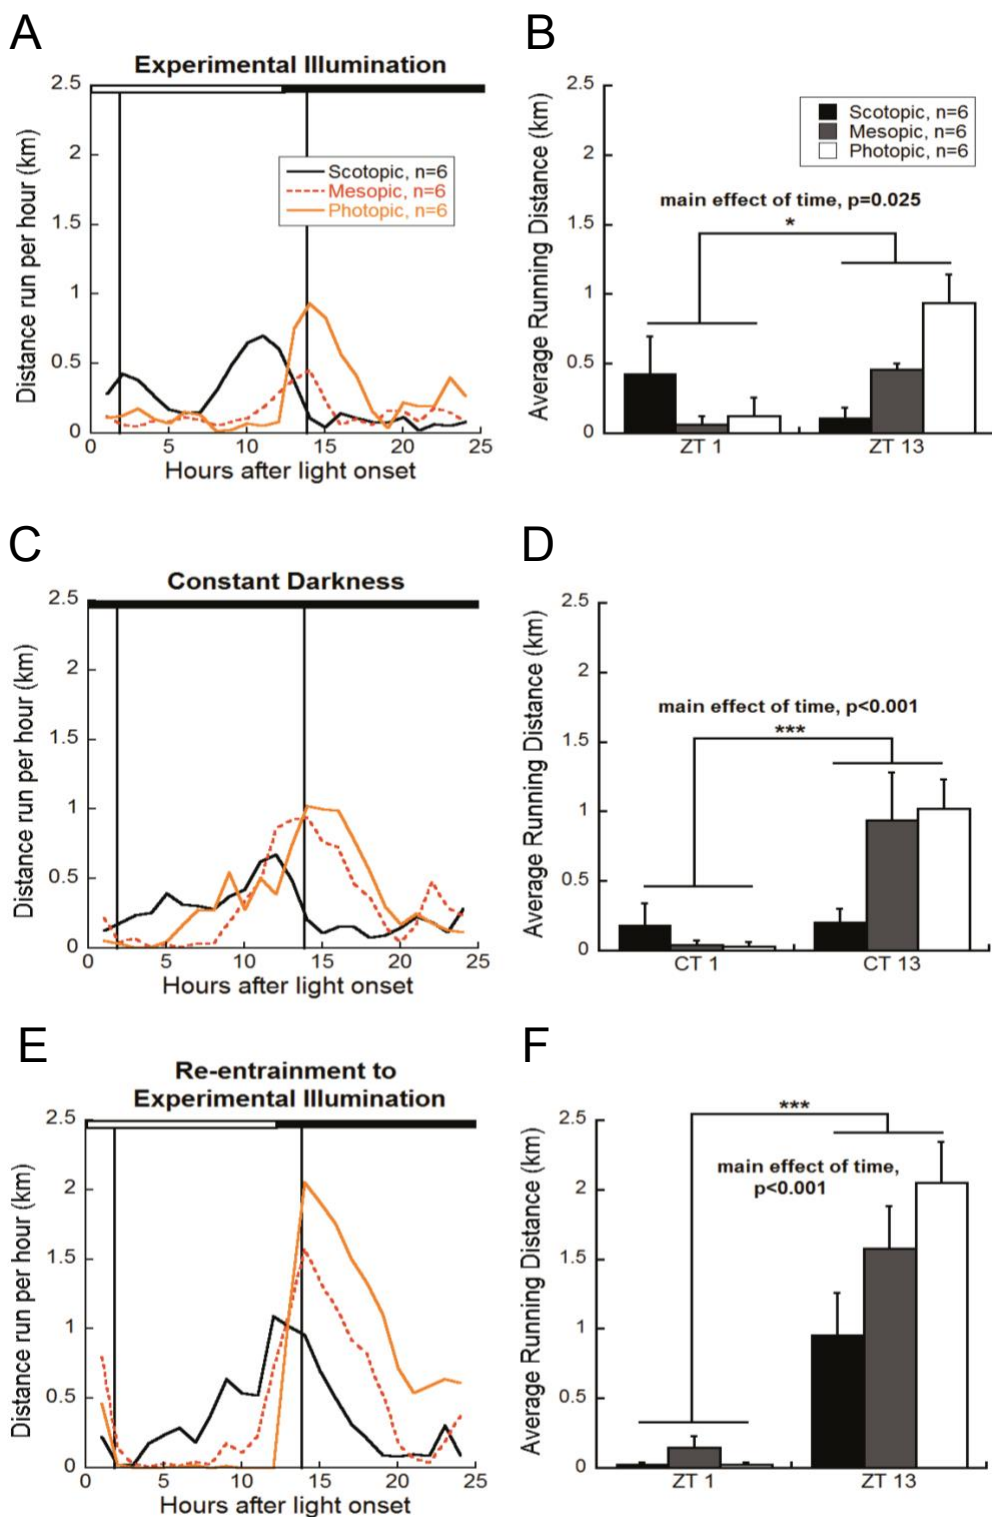 A
Experimental Illumination
2.5
2
1.5
1
0.5
0
0 5 10 15 20 25
Distance run per hour (km)
Hours after light onset
Scotopic, n=6
Mesopic, n=6
Photopic, n=6
B
2.5
2
1.5
1
0.5
0
Average Running Distance (km)
Scotopic, n=6
Mesopic, n=6
Photopic, n=6
main effect of time, p=0.025
*
ZT 1 ZT 13
C
Constant Darkness
2.5
2
1.5
1
0.5
0
0 5 10 15 20 25
Distance run per hour (km)
Hours after light onset
D
2.5
2
1.5
1
0.5
0
Average Running Distance (km)
main effect of time, p<0.001
***
CT 1 CT 13
E
Re-entrainment to
Experimental Illumination
2.5
2
1.5
1
0.5
0
0 5 10 15 20 25
Distance run per hour (km)
Hours after light onset
F
2.5
2
1.5
1
0.5
0
Average Running Distance (km)
***
main effect of time,
p<0.001
ZT 1 ZT 13